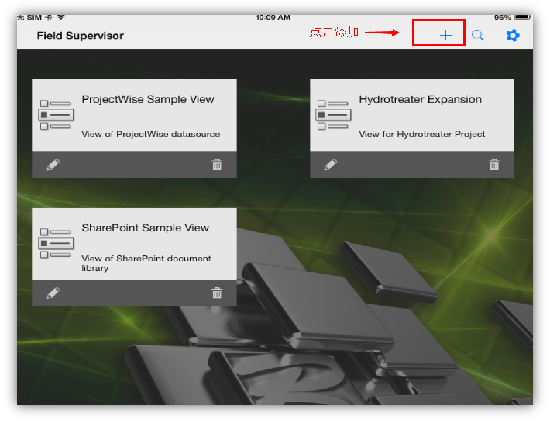 无 SIM 卡
10:09 AM
96%
Field Supervisor
点击添加
ProjectWise Sample View
View of ProjectWise datasource
Hydrotreater Expansion
View for Hydrotreater Project
SharePoint Sample View
View of SharePoint document
library